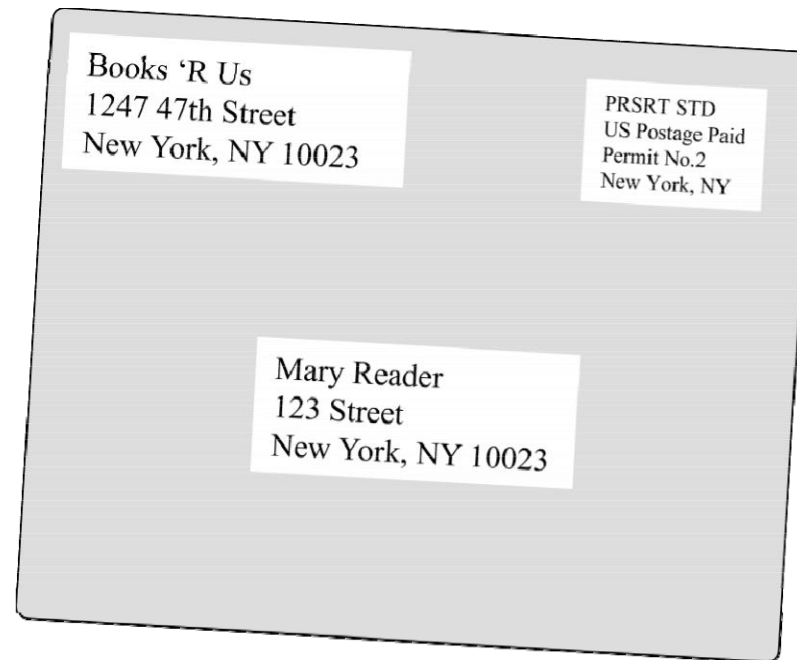 Books ‘R Us
1247 47th Street
New York, NY 10023
PRSRT STD
US Postage Paid
Permit No.2
New York, NY
Mary Reader
123 Street
New York, NY 10023